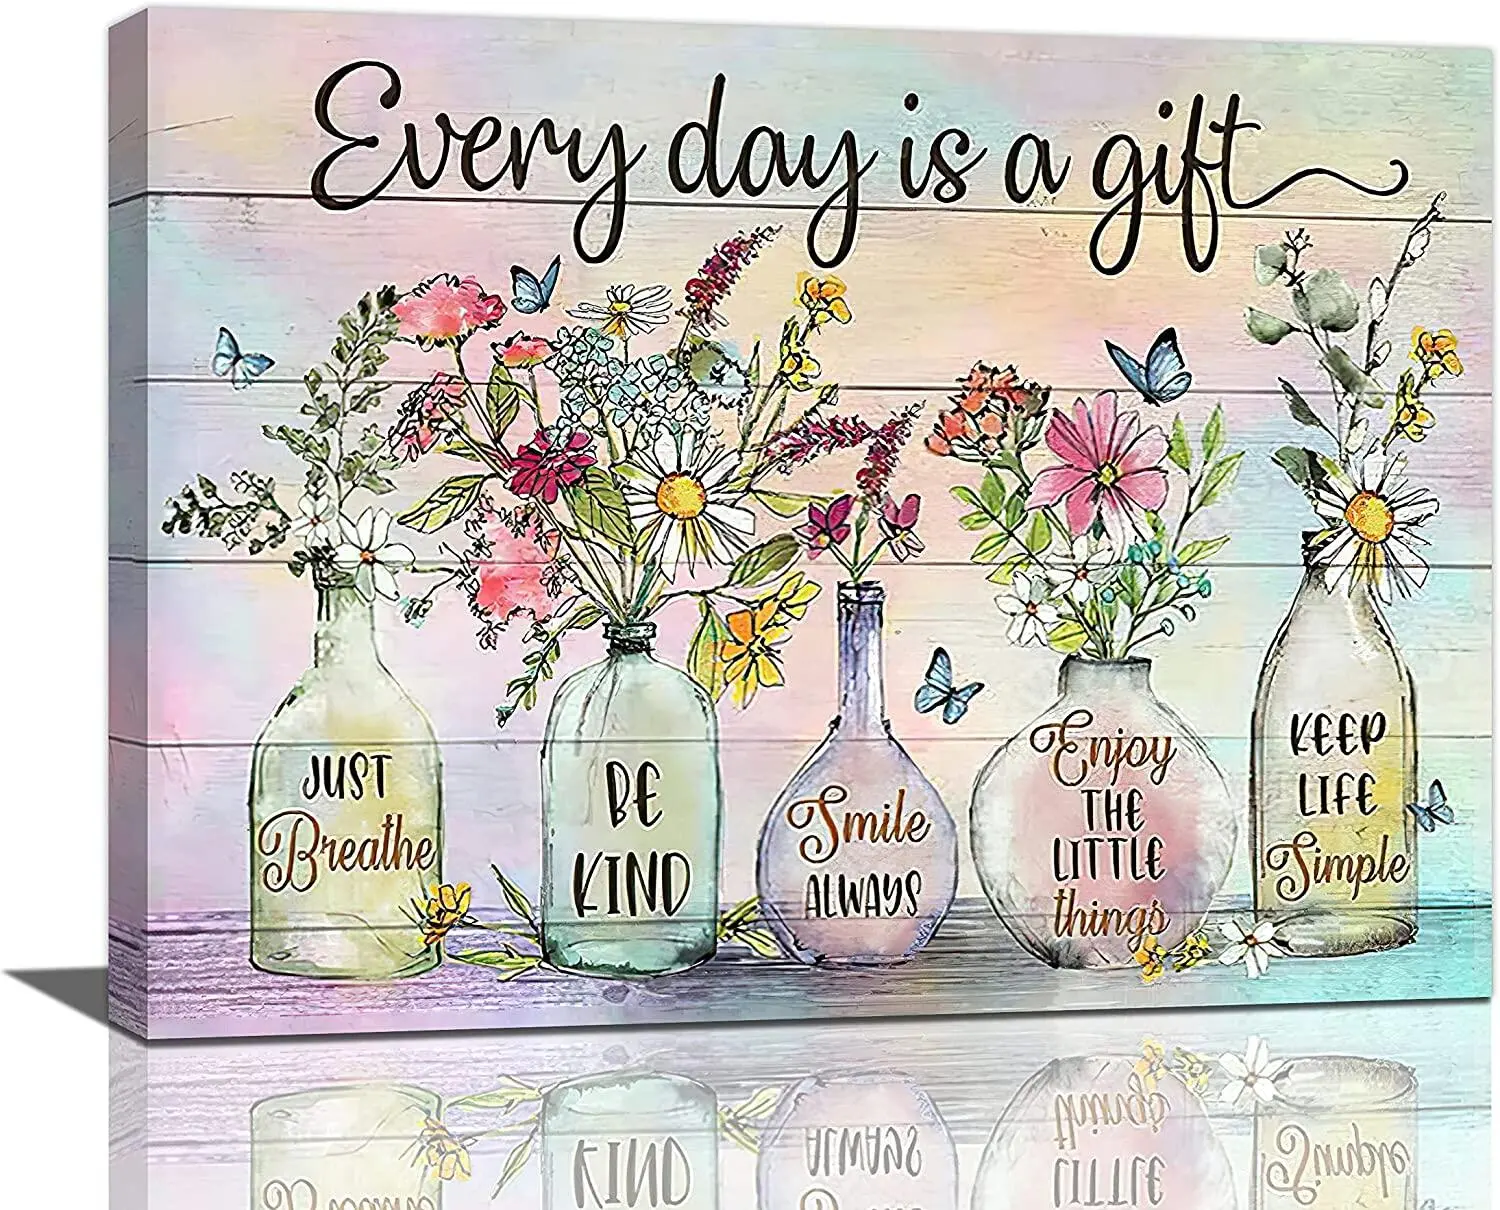 Every day is a gift
JUST
Breathe
BE
KIND
Smile
ALWAYS
Enjoy
THE
LITTLE
things
KEEP
LIFE
Simple